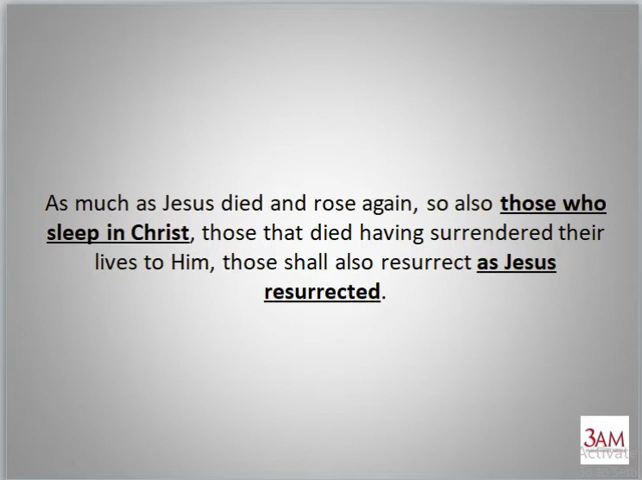 As much as Jesus died and rose again, so also those who
sleep in Christ, those that died having surrendered their
lives to Him, those shall also resurrect as Jesus
resurrected.
3AM
Activate